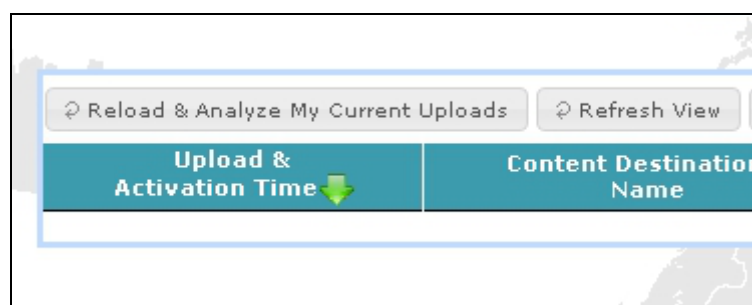 Reload & Analyze My Current Uploads
Refresh View
Upload &
Activation Time
Content Destination
Name